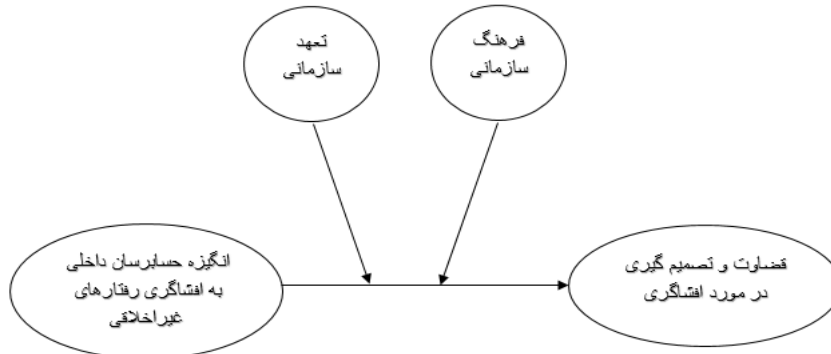 تعهد
سازمانی
فرهنگ
سازمانی
انگیزه حسابرسان داخلی
به افشاگری رفتارهای
غیراخلاقی
قضاوت و تصمیم گیری
در مورد افشاگری